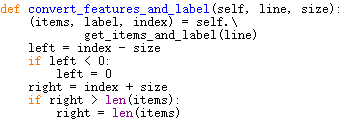 def convert_features_and_label(self, line, size):
    (items, label, index) = self.\
            get_items_and_label(line)
    left = index - size
    if left < 0:
        left = 0
    right = index + size
    if right > len(items):
        right = len(items)